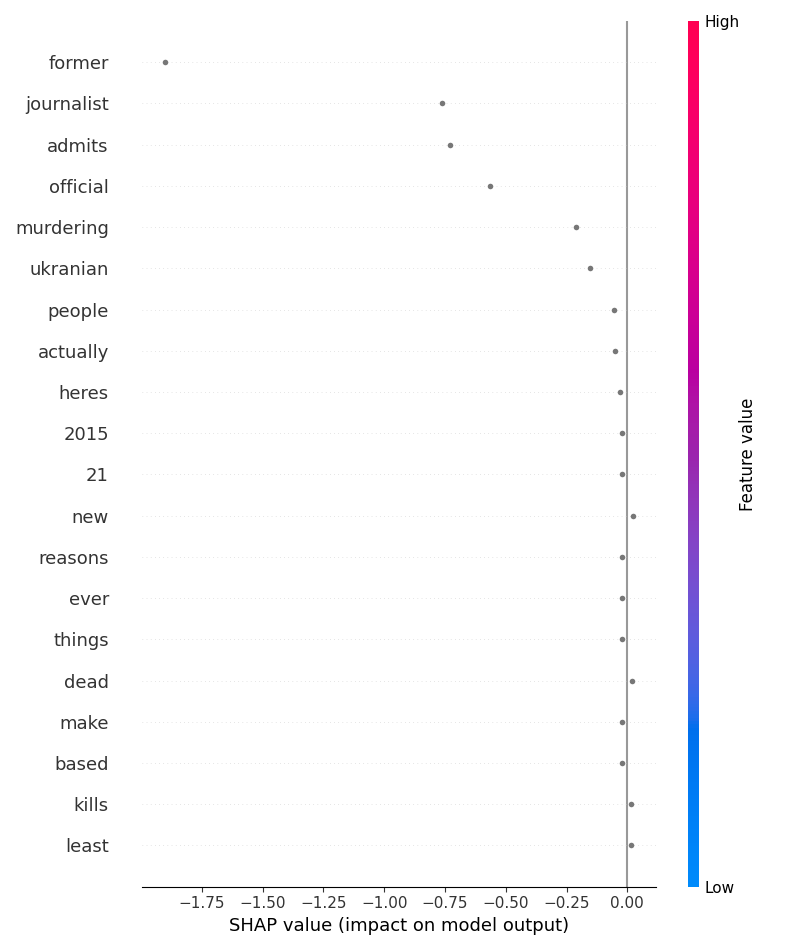 High
former
journalist
admits
official
murdering
ukranian
people
actually
heres
2015
21
new
reasons
ever
things
dead
make
based
kills
least
Feature value
Low
−1.75 −1.50 −1.25 −1.00 −0.75 −0.50 −0.25 0.00
SHAP value (impact on model output)